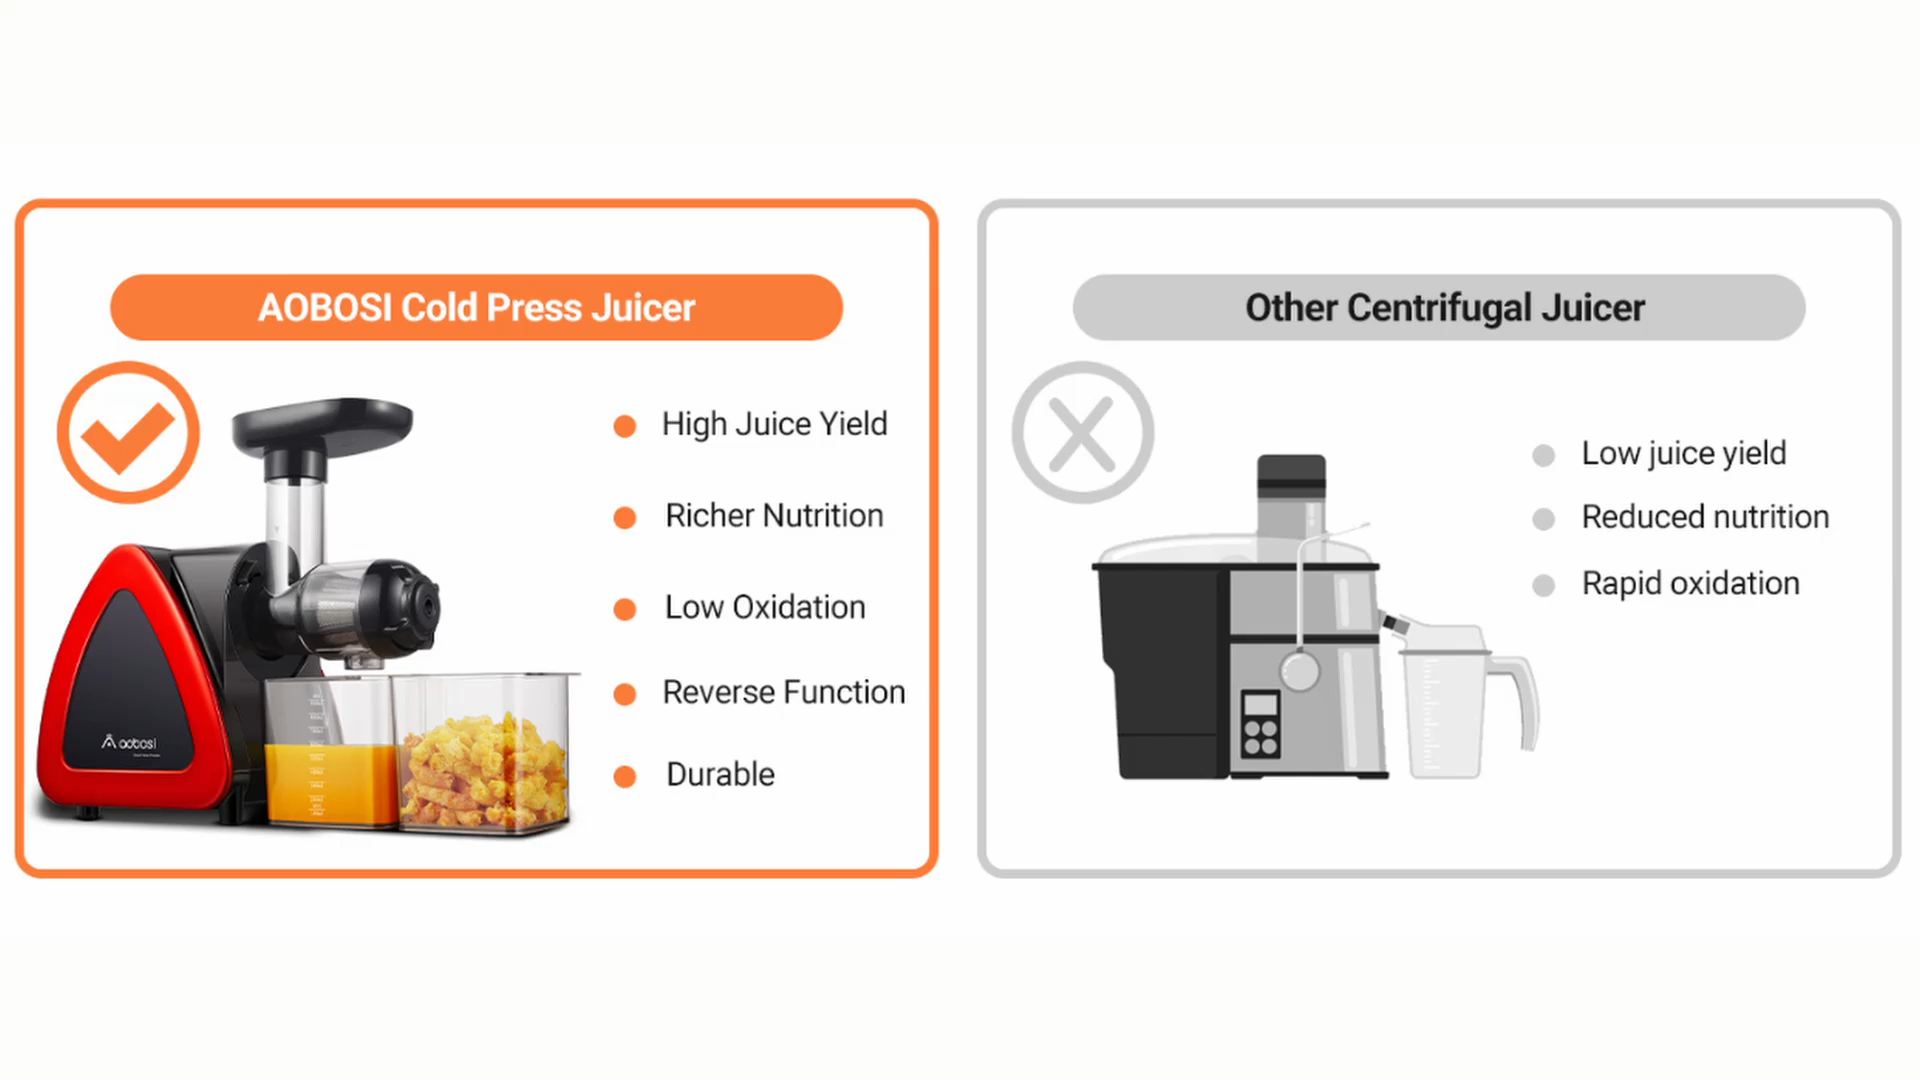 AOBOSI Cold Press Juicer
High Juice Yield
Richer Nutrition
Low Oxidation
Reverse Function
Durable
aobosi
Other Centrifugal Juicer
Low juice yield
Reduced nutrition
Rapid oxidation